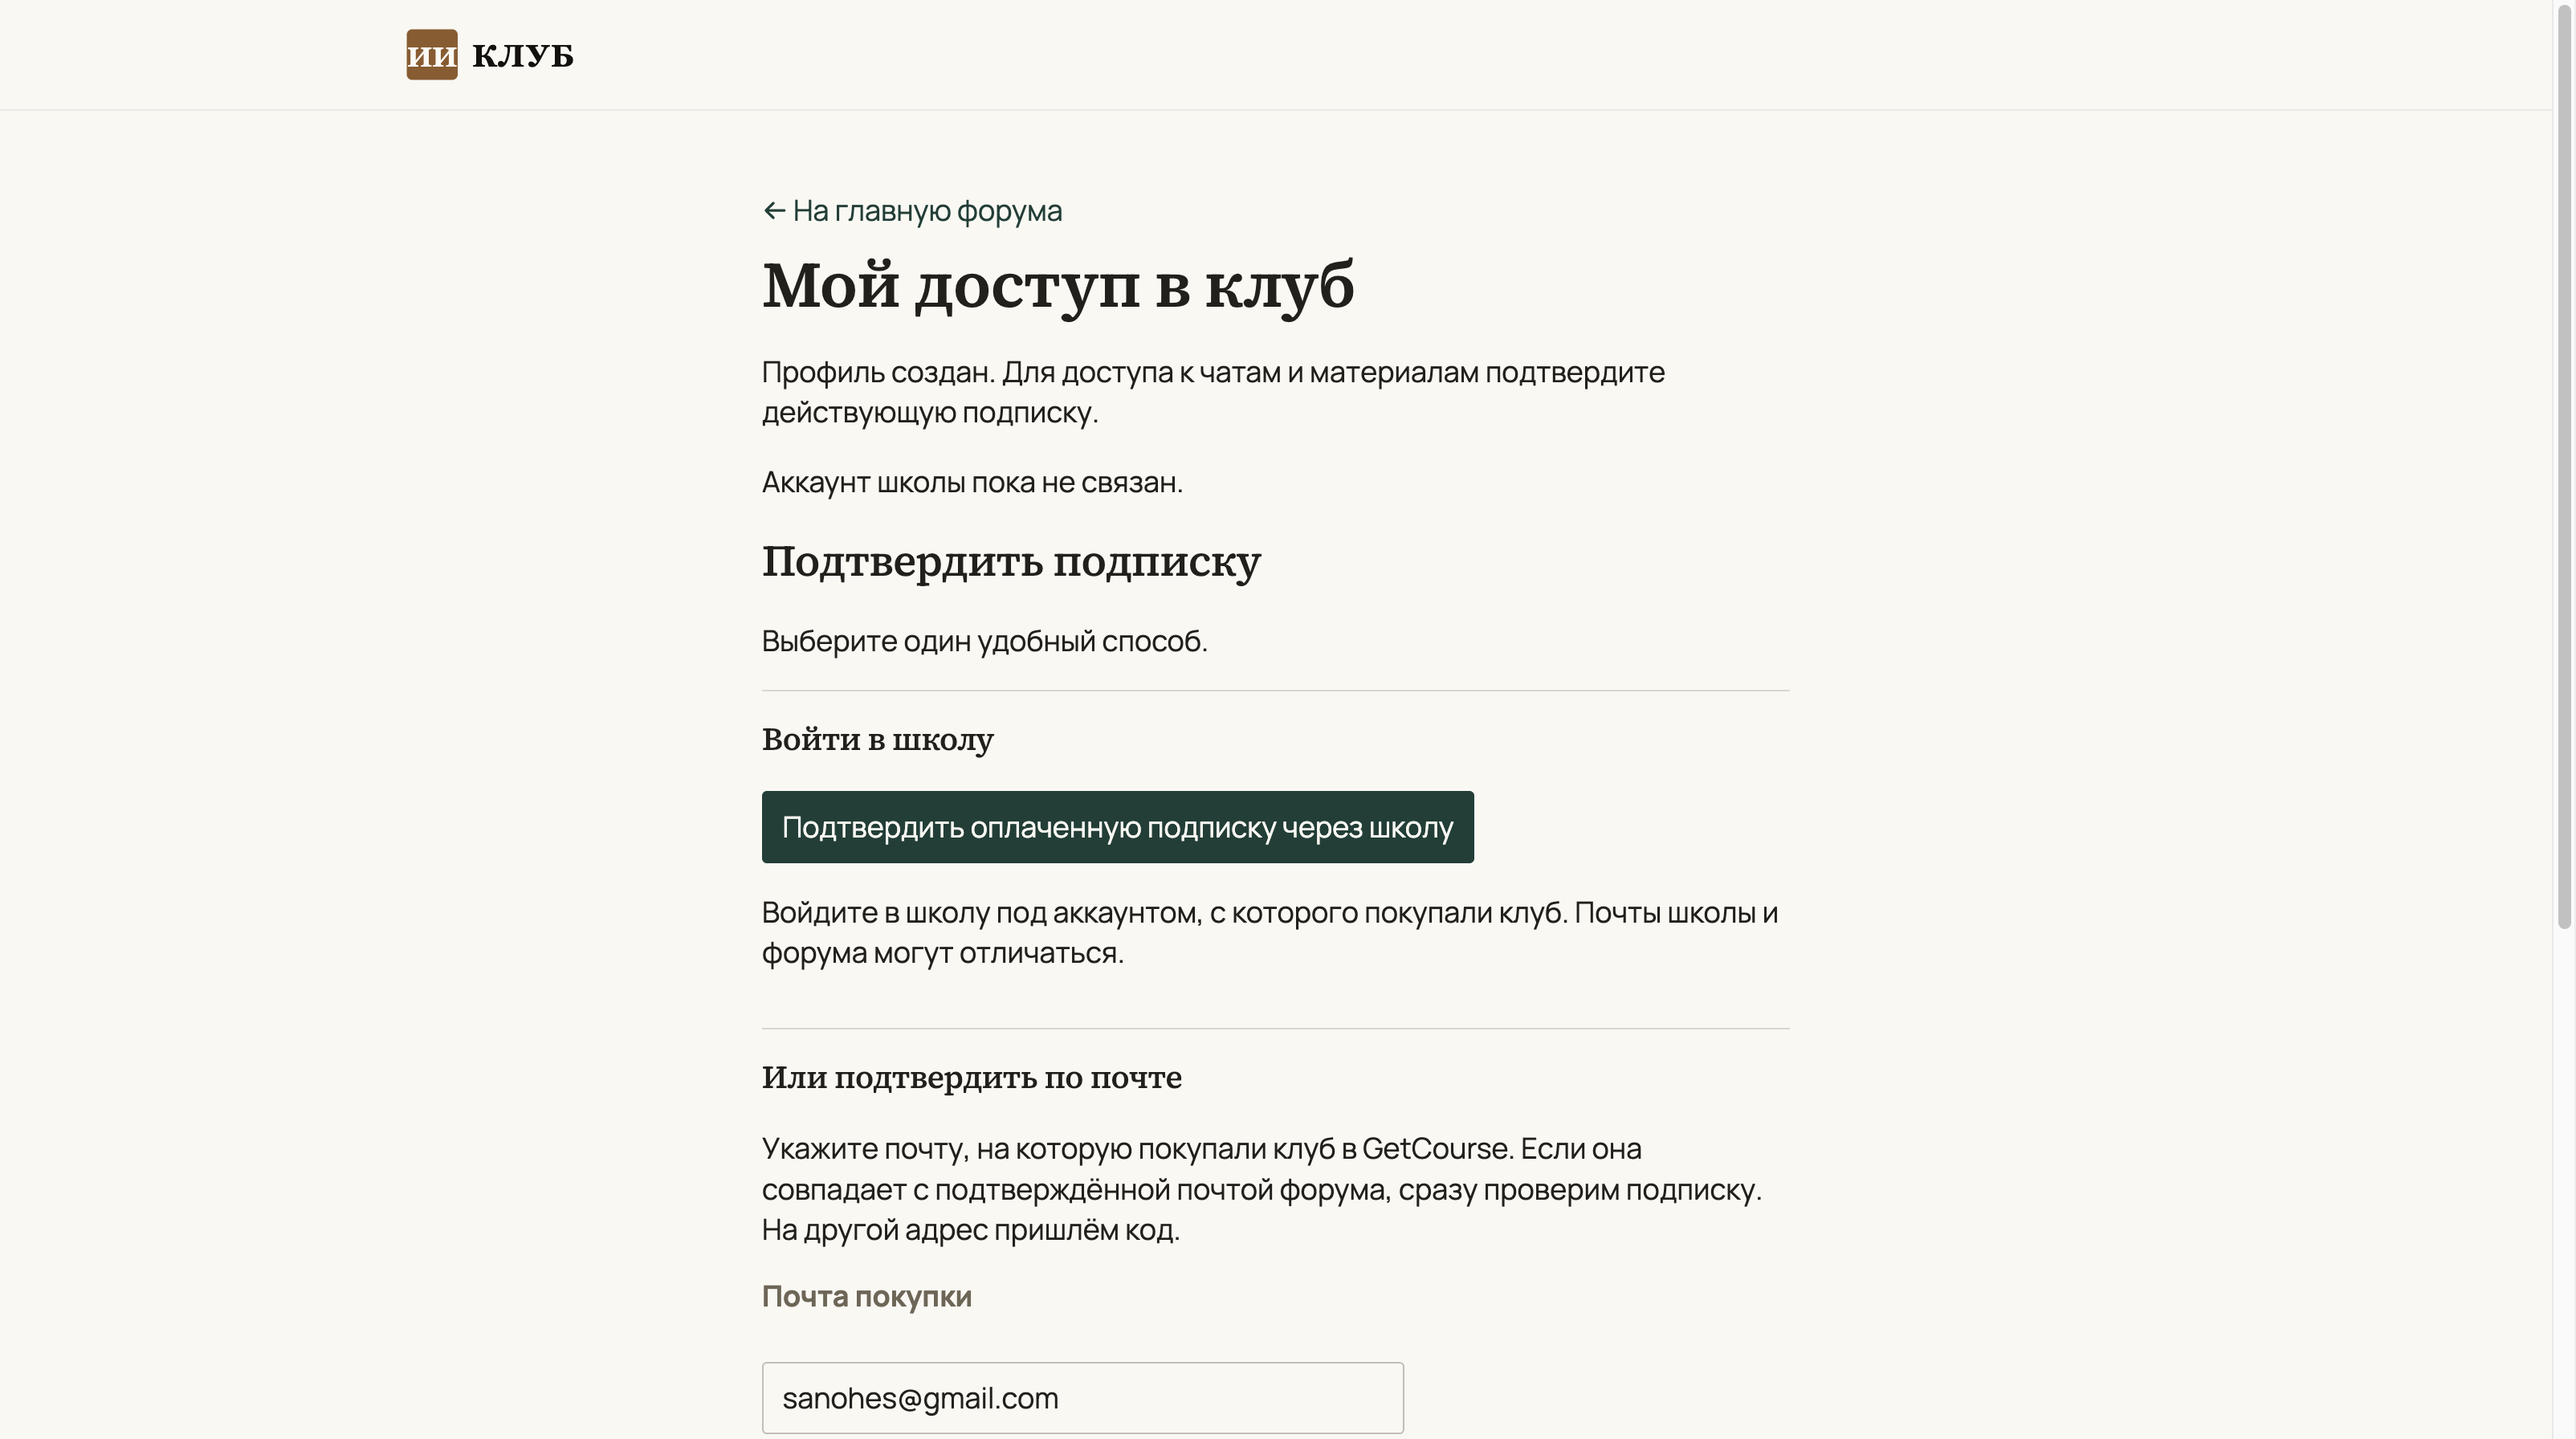 ИИ КЛУБ
← На главную форума
Мой доступ в клуб
Профиль создан. Для доступа к чатам и материалам подтвердите
действующую подписку.
Аккаунт школы пока не связан.
Подтвердить подписку
Выберите один удобный способ.
Войти в школу
Подтвердить оплаченную подписку через школу
Войдите в школу под аккаунтом, с которого покупали клуб. Почты школы и
форума могут отличаться.
Или подтвердить по почте
Укажите почту, на которую покупали клуб в GetCourse. Если она
совпадает с подтверждённой почтой форума, сразу проверим подписку.
На другой адрес пришлём код.
Почта покупки
sanohes@gmail.com